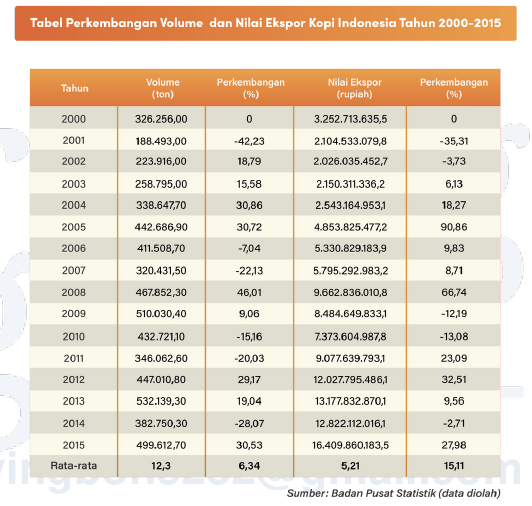 Tabel Perkembangan Volume dan Nilai Ekspor Kopi Indonesia Tahun 2000-2015
Tahun Volume (ton) Perkembangan (%) Nilai Ekspor (rupiah) Perkembangan (%)
2000 326.256,00 0 3.252.713.635,5 0
2001 188.493,00 -42,23 2.104.533.079,8 -35,31
2002 223.916,00 18,79 2.026.035.452,7 -3,73
2003 258.795,00 15,58 2.150.311.336,2 6,13
2004 338.647,70 30,86 2.543.164.953,1 18,27
2005 442.686,90 30,72 4.853.825.477,2 90,86
2006 411.508,70 -7,04 5.330.829.183,9 9,83
2007 320.431,50 -22,13 5.795.292.983,2 8,71
2008 467.852,30 46,01 9.662.836.010,8 66,74
2009 510.030,40 9,06 8.484.649.833,1 -12,19
2010 432.721,10 -15,16 7.373.604.987,8 -13,08
2011 346.062,60 -20,03 9.077.639.793,1 23,09
2012 447.010,80 29,17 12.027.795.486,1 32,51
2013 532.139,30 19,04 13.177.832.870,1 9,56
2014 382.750,30 -28,07 12.822.112.016,1 -2,71
2015 499.612,70 30,53 16.409.860.183,5 27,98
Rata-rata 12,3 6,34 5,21 15,11
Sumber: Badan Pusat Statistik (data diolah)